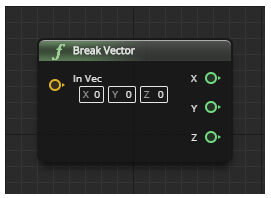 f Break Vector
In Vec
X 0 Y 0 Z 0
X
Y
Z